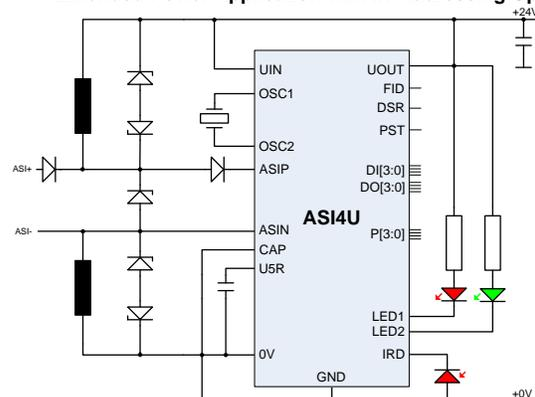 +24V
UIN
UOUT
OSC1
FID
DSR
PST
OSC2
ASI+
ASIP
DI[3:0]
DO[3:0]
ASI4U
ASI-
ASIN
P[3:0]
CAP
U5R
LED1
LED2
0V
IRD
GND
+0V